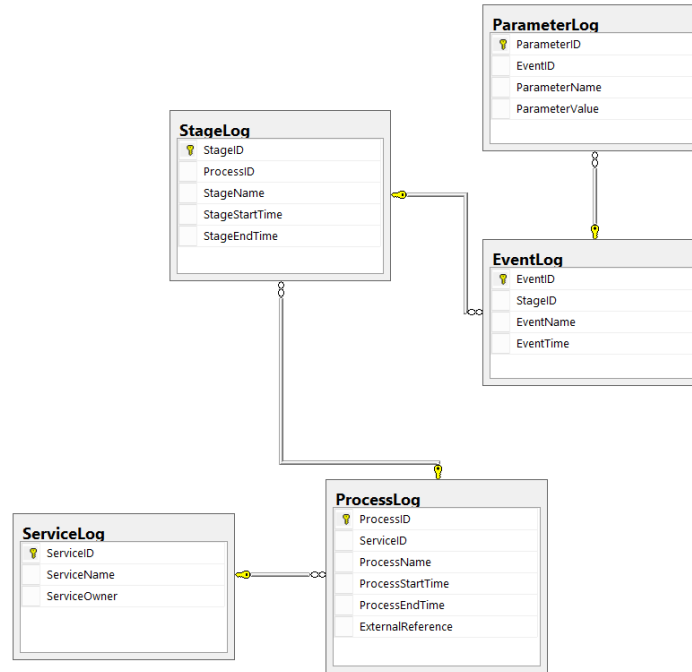 ParameterLog
ParameterID
EventID
ParameterName
ParameterValue
StageLog
StageID
ProcessID
StageName
StageStartTime
StageEndTime
EventLog
EventID
StageID
EventName
EventTime
ProcessLog
ProcessID
ServiceID
ProcessName
ProcessStartTime
ProcessEndTime
ExternalReference
ServiceLog
ServiceID
ServiceName
ServiceOwner